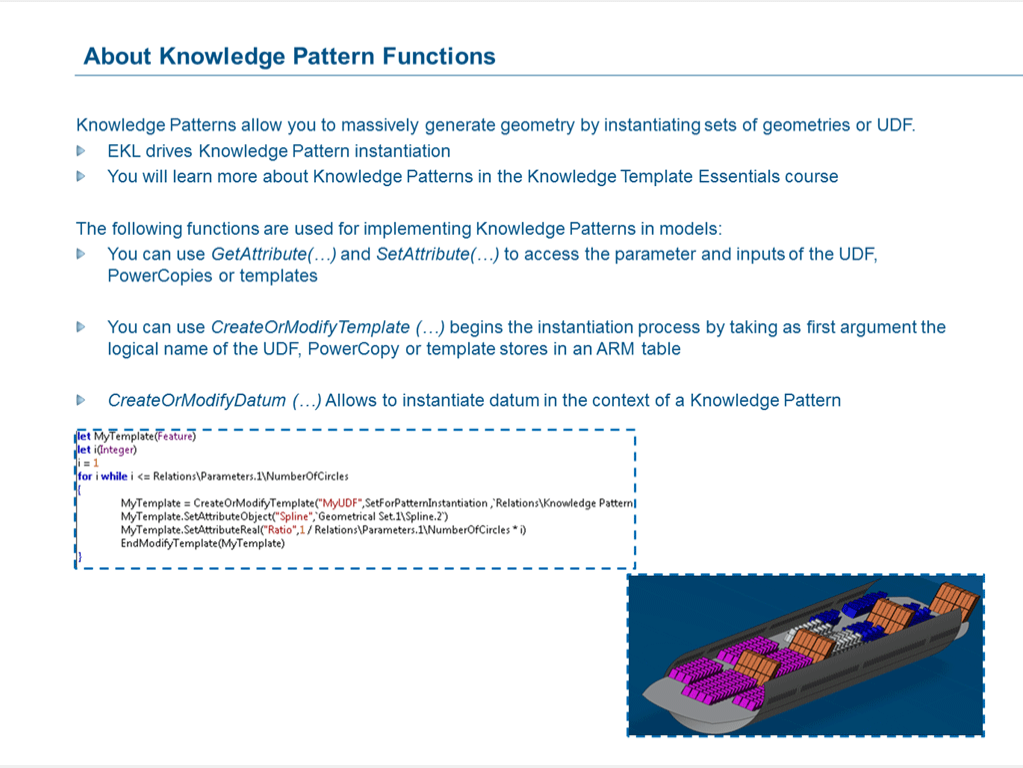 About Knowledge Pattern Functions
Knowledge Patterns allow you to massively generate geometry by instantiating sets of geometries or UDF.
EKL drives Knowledge Pattern instantiation
You will learn more about Knowledge Patterns in the Knowledge Template Essentials course
The following functions are used for implementing Knowledge Patterns in models:
You can use GetAttribute(…) and SetAttribute(…) to access the parameter and inputs of the UDF,
PowerCopies or templates
You can use CreateOrModifyTemplate (…) begins the instantiation process by taking as first argument the
logical name of the UDF, PowerCopy or template stores in an ARM table
CreateOrModifyDatum (…) Allows to instantiate datum in the context of a Knowledge Pattern
let MyTemplate(Feature)
let i(Integer)
i = 1
for i while i <= Relations\Parameters.1\NumberOfCircles
{
MyTemplate = CreateOrModifyTemplate("MyUDF",SetForPatternInstantiation ,`Relations\Knowledge Pattern
MyTemplate.SetAttributeObject("Spline",`Geometrical Set.1\Spline.2`)
MyTemplate.SetAttributeReal("Ratio",1 / Relations\Parameters.1\NumberOfCircles * i)
EndModifyTemplate(MyTemplate)
}